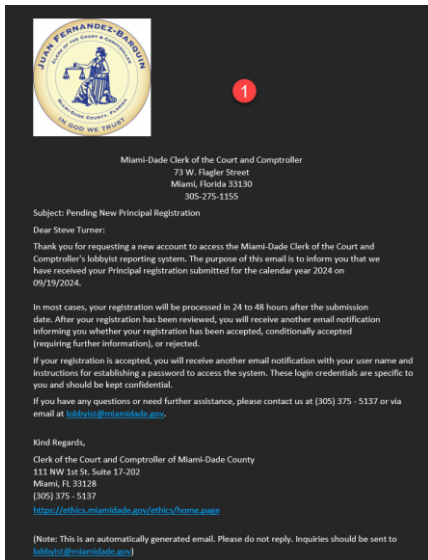 JUAN FERNANDEZ-BARQUIN
CLERK OF THE COURT & COMPTROLLER
MIAMI-DADE COUNTY, FLORIDA
IN GOD WE TRUST
1
Miami-Dade Clerk of the Court and Comptroller
73 W. Flagler Street
Miami, Florida 33130
305-275-1155
Subject: Pending New Principal Registration
Dear Steve Turner:
Thank you for requesting a new account to access the Miami-Dade Clerk of the Court and
Comptroller's lobbyist reporting system. The purpose of this email is to inform you that we
have received your Principal registration submitted for the calendar year 2024 on
09/19/2024.
In most cases, your registration will be processed in 24 to 48 hours after the submission
date. After your registration has been reviewed, you will receive another email notification
informing you whether your registration has been accepted, conditionally accepted
(requiring further information), or rejected.
If your registration is accepted, you will receive another email notification with your user name and
instructions for establishing a password to access the system. These login credentials are specific to
you and should be kept confidential.
If you have any questions or need further assistance, please contact us at (305) 375 - 5137 or via
email at lobbyist@miamidade.gov.
Kind Regards,
Clerk of the Court and Comptroller of Miami-Dade County
111 NW 1st St. Suite 17-202
Miami, FL 33128
(305) 375 - 5137
https://ethics.miamidade.gov/ethics/home.page
(Note: This is an automatically generated email. Please do not reply. Inquiries should be sent to
lobbyist@miamidade.gov)